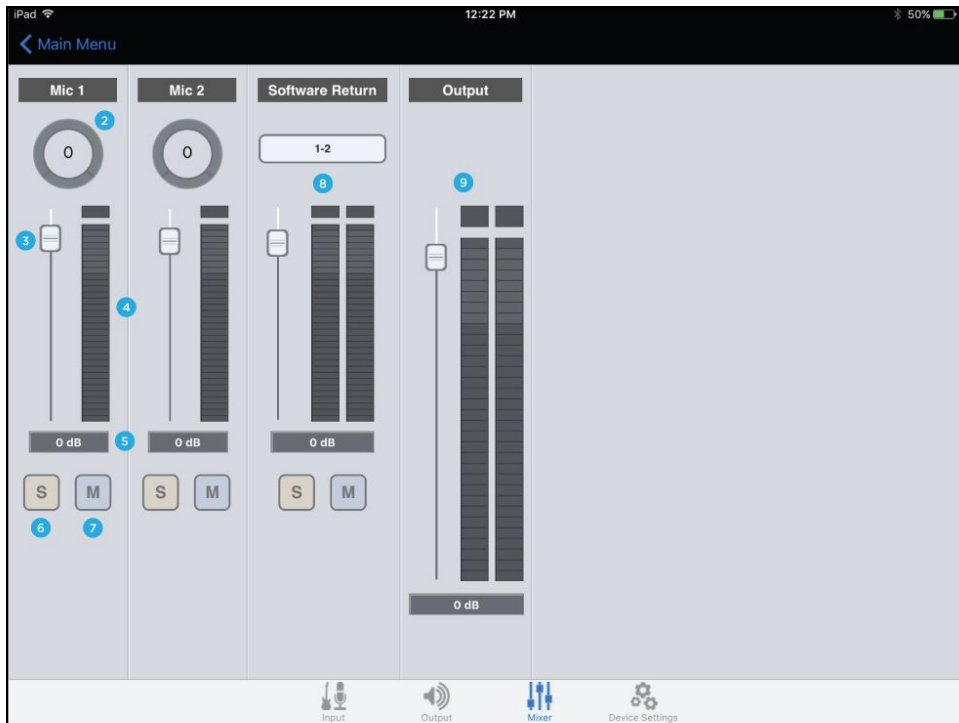 iPad 12:22 PM 50%
Main Menu
Mic 1 Mic 2 Software Return Output
2
0 0 1-2
8 9
3
4
0 dB 5 0 dB 0 dB
S M S M S M
6 7
0 dB
Input Output Mixer Device Settings